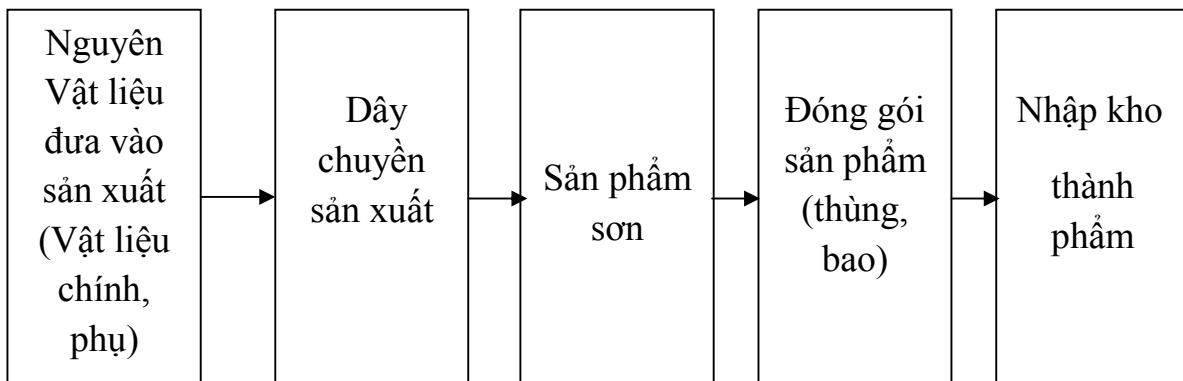 Nguyên
Vật liệu
đưa vào
sản xuất
(Vật liệu
chính,
phụ)
Dây
chuyền
sản xuất
Sản phẩm
sơn
Đóng gói
sản phẩm
(thùng,
bao)
Nhập kho
thành
phẩm